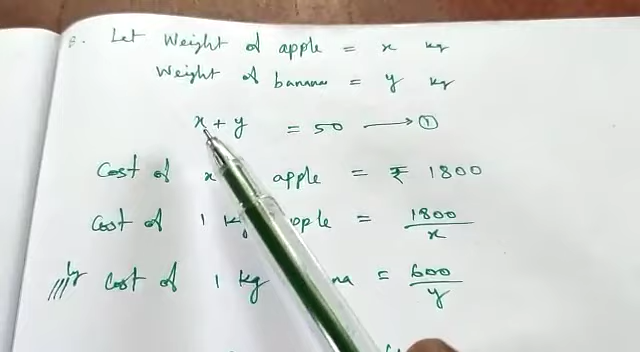 8. Let Weight of apple = x kg
Weight of banana = y kg
x + y = 50 → ①
Cost of x apple = ₹ 1800
Cost of 1 kg apple = 1800/x
|||ly Cost of 1 kg = 600/y